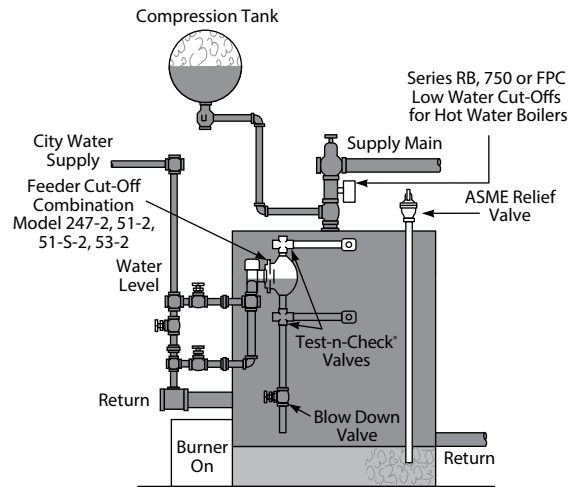 Compression Tank
Series RB, 750 or FPC
Low Water Cut-Offs
for Hot Water Boilers
City Water
Supply
Supply Main
Feeder Cut-Off
Combination
Model 247-2, 51-2,
51-S-2, 53-2
ASME Relief
Valve
Water
Level
Test-n-Check®
Valves
Return
Blow Down
Valve
Burner
On
Return